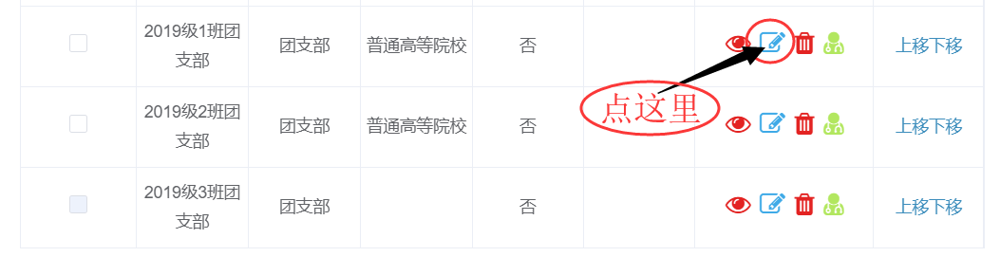 2019级1班团
支部
团支部
普通高等院校
否
上移下移
点这里
2019级2班团
支部
团支部
普通高等院校
否
上移下移
2019级3班团
支部
团支部
否
上移下移